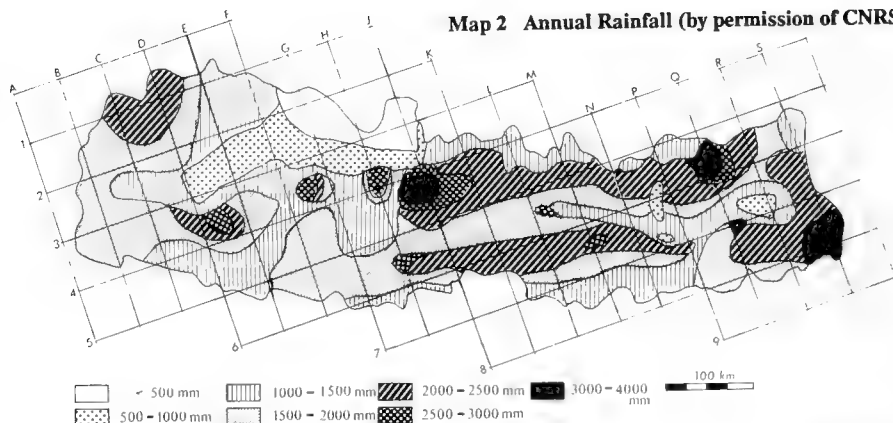 Map 2 Annual Rainfall (by permission of CNRS
A B C D E F G H J K L M N P Q R S
1
2
3
4
5 6 7 8 9
< 500 mm 1000 – 1500 mm 2000 – 2500 mm 3000 – 4000 mm 100 km
500 – 1000 mm 1500 – 2000 mm 2500 – 3000 mm